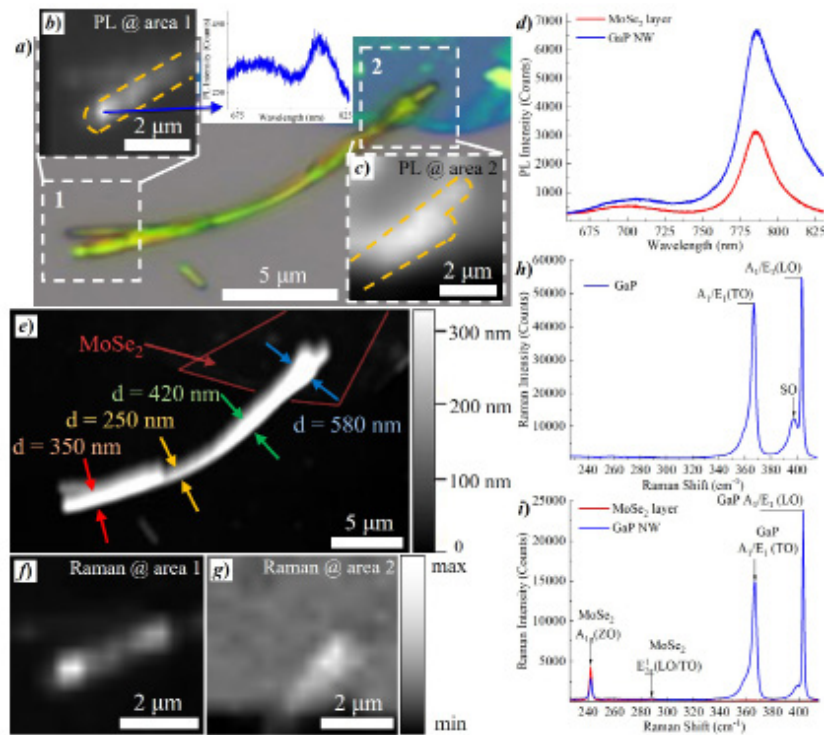 b) PL @ area 1
a)
2 μm
PL Intensity (Counts)
675 Wavelength (nm) 825
1
2
5 μm
c) PL @ area 2
2 μm
d)
MoSe2 layer
GaP NW
PL Intensity (Counts)
7000
6000
5000
4000
3000
2000
1000
675 700 725 750 775 800 825
Wavelength (nm)
e)
MoSe2
d = 420 nm
d = 250 nm
d = 350 nm
d = 580 nm
5 μm
300 nm
200 nm
100 nm
0
f) Raman @ area 1
2 μm
g) Raman @ area 2
2 μm
max
min
h)
GaP
A1/E1(LO)
A1/E1(TO)
SO
Raman Intensity (Counts)
50000
40000
30000
20000
10000
240 260 280 300 320 340 360 380 400
Raman Shift (cm-1)
i)
MoSe2 layer
GaP NW
GaP A1/E1 (LO)
GaP
A1/E1 (TO)
MoSe2
A1g(ZO)
MoSe2
(LO/TO)
Raman Intensity (Counts)
25000
20000
15000
10000
5000
240 260 280 300 320 340 360 380 400
Raman Shift (cm-1)